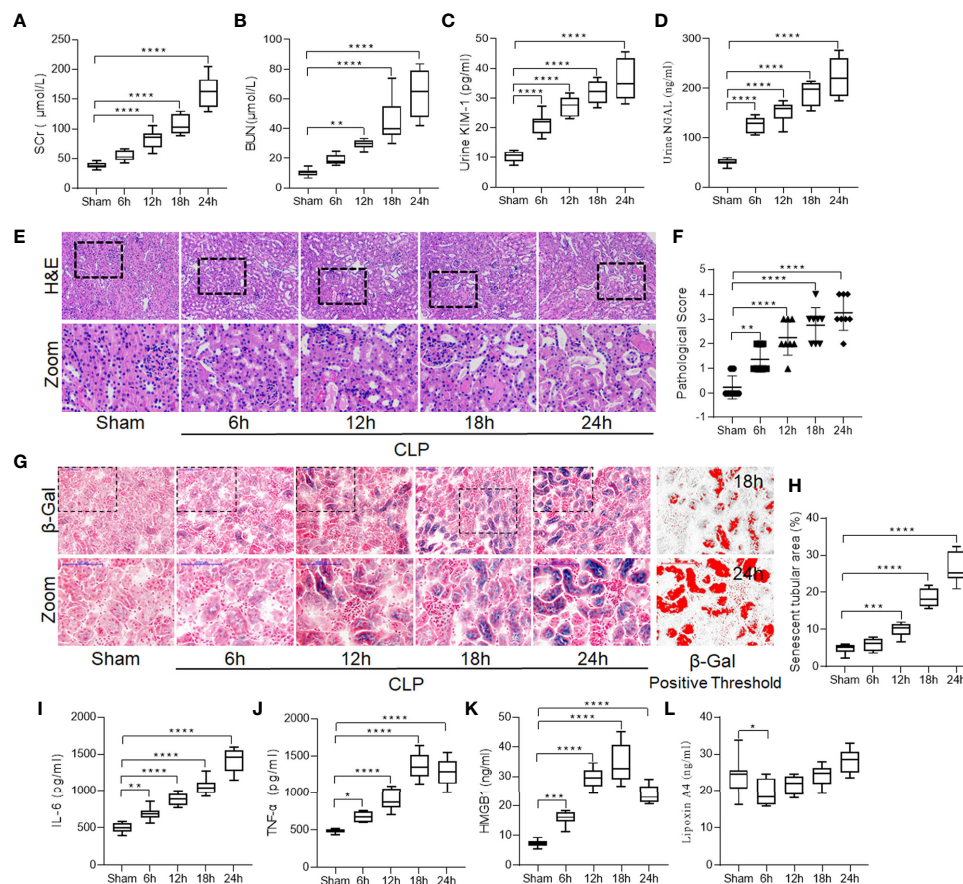 A
SCr ( μmol/L)
200
150
100
50
0
****
****
****
Sham 6h 12h 18h 24h
B
BUN (μmol/L)
100
80
60
40
20
0
****
****
**
Sham 6h 12h 18h 24h
C
Urine KIM-1 (pg/ml)
50
40
30
20
10
0
****
****
****
****
Sham 6h 12h 18h 24h
D
Urine NGAL (ng/ml)
300
200
100
0
****
****
****
****
Sham 6h 12h 18h 24h
E
H&E
Zoom
Sham 6h 12h 18h 24h
CLP
F
Pathological Score
5
4
3
2
1
0
-1
****
****
****
**
Sham 6h 12h 18h 24h
G
β-Gal
Zoom
18h
24h
Sham 6h 12h 18h 24h
CLP
β-Gal
Positive Threshold
H
Senescent tubular area (%)
40
30
20
10
0
****
****
***
Sham 6h 12h 18h 24h
I
IL-6 (pg/ml)
2000
1500
1000
500
0
****
****
****
**
Sham 6h 12h 18h 24h
J
TNF-α (pg/ml)
2000
1500
1000
500
0
****
****
****
*
Sham 6h 12h 18h 24h
K
HMGB1 (ng/ml)
50
40
30
20
10
0
****
****
****
***
Sham 6h 12h 18h 24h
L
Lipoxin A4 (ng/ml)
40
30
20
10
0
*
Sham 6h 12h 18h 24h